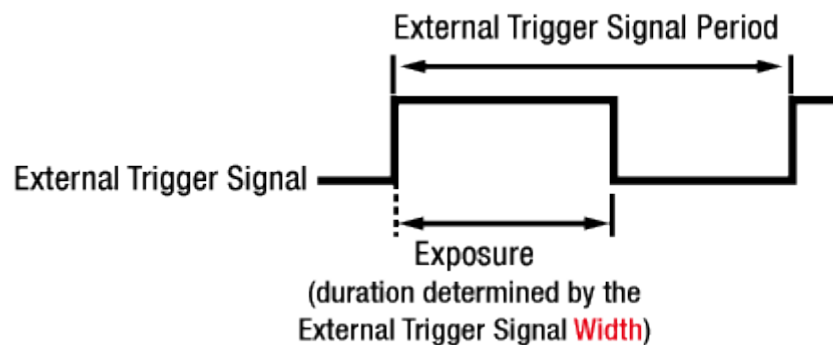 External Trigger Signal Period
External Trigger Signal
Exposure
(duration determined by the
External Trigger Signal Width)